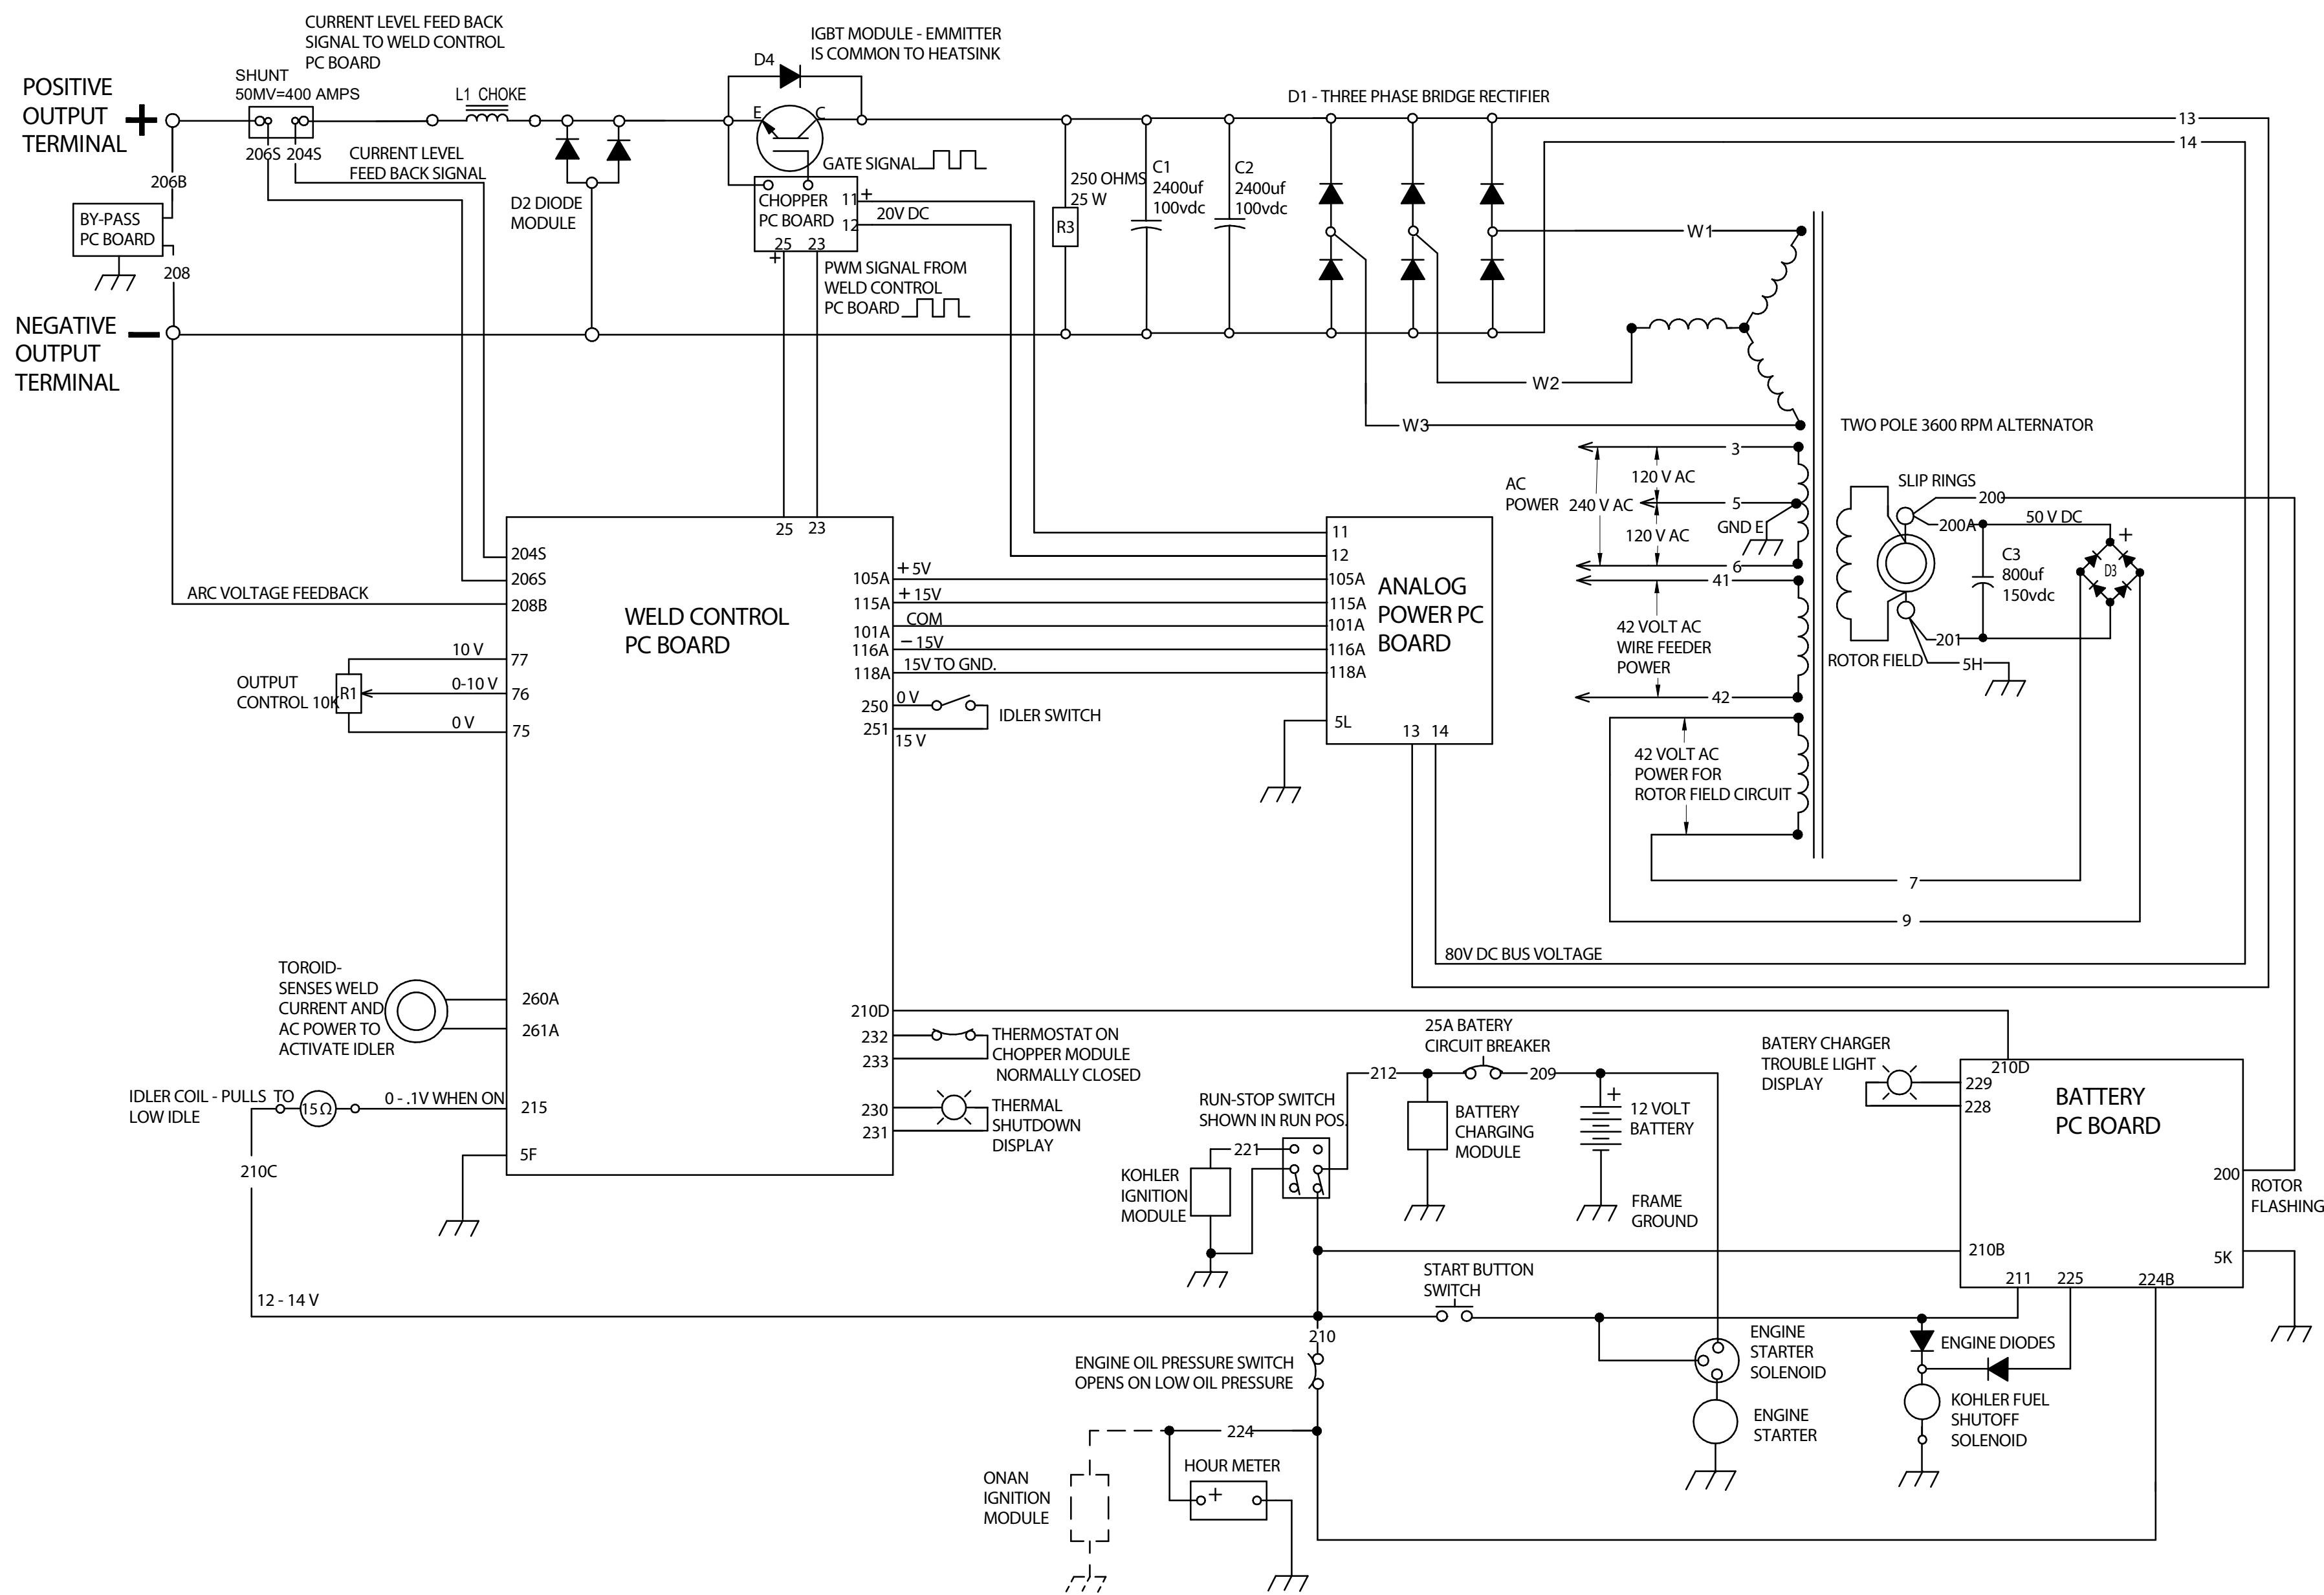 CURRENT LEVEL FEED BACK
SIGNAL TO WELD CONTROL
PC BOARD
IGBT MODULE - EMMITTER
IS COMMON TO HEATSINK
D4
POSITIVE
OUTPUT
TERMINAL
+
SHUNT
50MV=400 AMPS
L1 CHOKE
E
C
D1 - THREE PHASE BRIDGE RECTIFIER
13
14
206S
204S
CURRENT LEVEL
FEED BACK SIGNAL
GATE SIGNAL
206B
BY-PASS
PC BOARD
208
D2 DIODE
MODULE
CHOPPER
PC BOARD
11
+
12
20V DC
25
23
+
250 OHMS
25 W
R3
C1
2400uf
100vdc
C2
2400uf
100vdc
PWM SIGNAL FROM
WELD CONTROL
PC BOARD
W1
W2
W3
NEGATIVE
OUTPUT
TERMINAL
−
TWO POLE 3600 RPM ALTERNATOR
3
120 V AC
AC
POWER
240 V AC
5
GND E
120 V AC
6
41
42 VOLT AC
WIRE FEEDER
POWER
42
42 VOLT AC
POWER FOR
ROTOR FIELD CIRCUIT
7
9
SLIP RINGS
200
200A
50 V DC
+
C3
800uf
150vdc
D3
201
ROTOR FIELD
5H
25
23
204S
206S
208B
ARC VOLTAGE FEEDBACK
WELD CONTROL
PC BOARD
105A
+ 5V
115A
+ 15V
101A
COM
116A
− 15V
118A
15V TO GND.
250
0 V
251
15 V
IDLER SWITCH
11
12
105A
115A
101A
116A
118A
ANALOG
POWER PC
BOARD
5L
13
14
80V DC BUS VOLTAGE
OUTPUT
CONTROL 10K
R1
10 V
77
0-10 V
76
0 V
75
TOROID-
SENSES WELD
CURRENT AND
AC POWER TO
ACTIVATE IDLER
260A
261A
IDLER COIL - PULLS TO
LOW IDLE
15Ω
0 - .1V WHEN ON
215
5F
210C
12 - 14 V
210D
232
233
THERMOSTAT ON
CHOPPER MODULE
NORMALLY CLOSED
230
231
THERMAL
SHUTDOWN
DISPLAY
25A BATERY
CIRCUIT BREAKER
212
209
RUN-STOP SWITCH
SHOWN IN RUN POS.
221
KOHLER
IGNITION
MODULE
BATTERY
CHARGING
MODULE
+
12 VOLT
BATTERY
FRAME
GROUND
BATERY CHARGER
TROUBLE LIGHT
DISPLAY
210D
229
228
BATTERY
PC BOARD
200
ROTOR
FLASHING
210B
5K
211
225
224B
START BUTTON
SWITCH
210
ENGINE OIL PRESSURE SWITCH
OPENS ON LOW OIL PRESSURE
224
HOUR METER
+
ONAN
IGNITION
MODULE
ENGINE
STARTER
SOLENOID
ENGINE
STARTER
ENGINE DIODES
KOHLER FUEL
SHUTOFF
SOLENOID